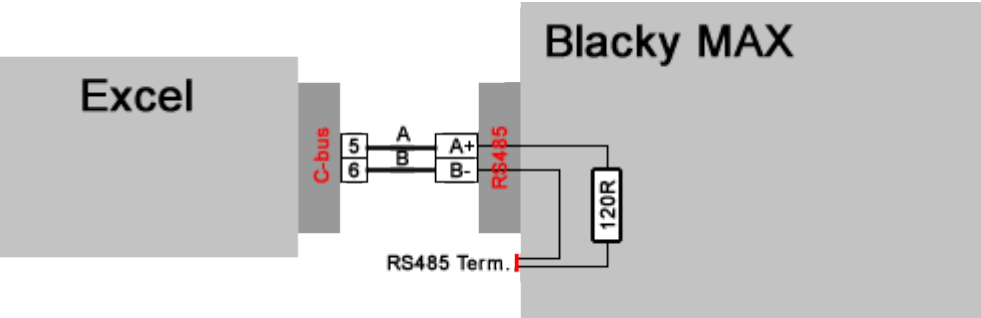 Blacky MAX
Excel
C-bus
5 A A+
6 B B-
RS485
120R
RS485 Term.